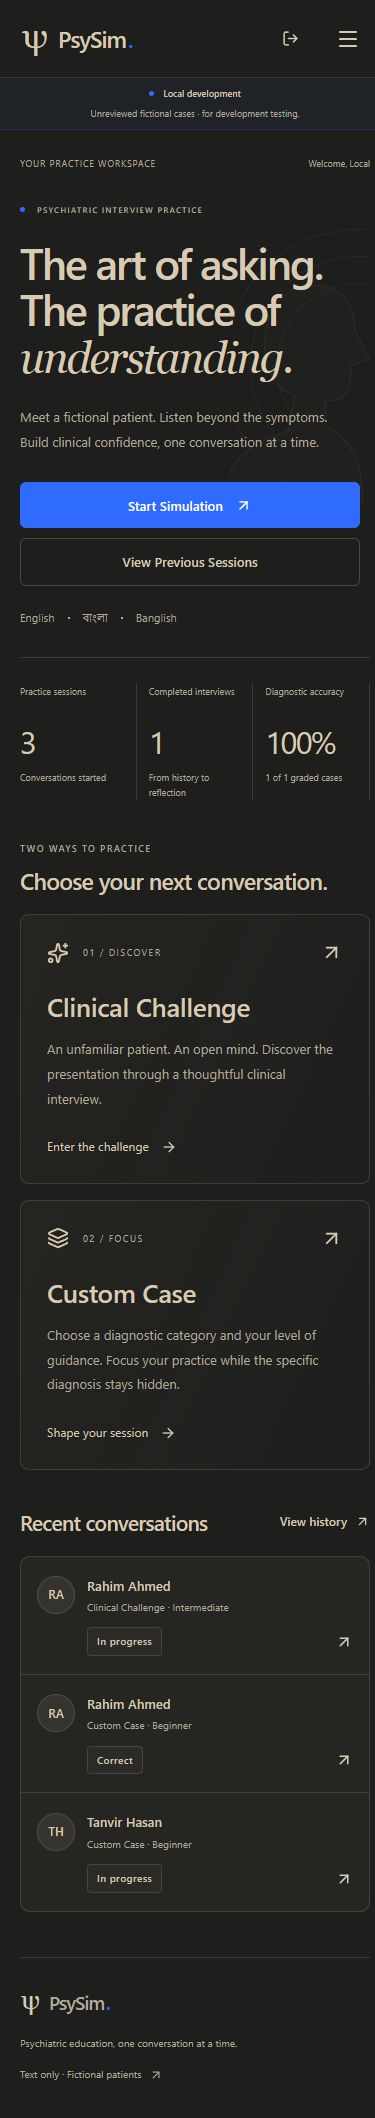 Ψ PsySim.
Local development
Unreviewed fictional cases · for development testing.
YOUR PRACTICE WORKSPACE
Welcome, Local
PSYCHIATRIC INTERVIEW PRACTICE
The art of asking.
The practice of
understanding.
Meet a fictional patient. Listen beyond the symptoms.
Build clinical confidence, one conversation at a time.
Start Simulation
View Previous Sessions
English · বাংলা · Banglish
Practice sessions
3
Conversations started
Completed interviews
1
From history to
reflection
Diagnostic accuracy
100%
1 of 1 graded cases
TWO WAYS TO PRACTICE
Choose your next conversation.
01 / DISCOVER
Clinical Challenge
An unfamiliar patient. An open mind. Discover the
presentation through a thoughtful clinical
interview.
Enter the challenge
02 / FOCUS
Custom Case
Choose a diagnostic category and your level of
guidance. Focus your practice while the specific
diagnosis stays hidden.
Shape your session
Recent conversations
View history
RA
Rahim Ahmed
Clinical Challenge · Intermediate
In progress
RA
Rahim Ahmed
Custom Case · Beginner
Correct
TH
Tanvir Hasan
Custom Case · Beginner
In progress
Ψ PsySim.
Psychiatric education, one conversation at a time.
Text only · Fictional patients